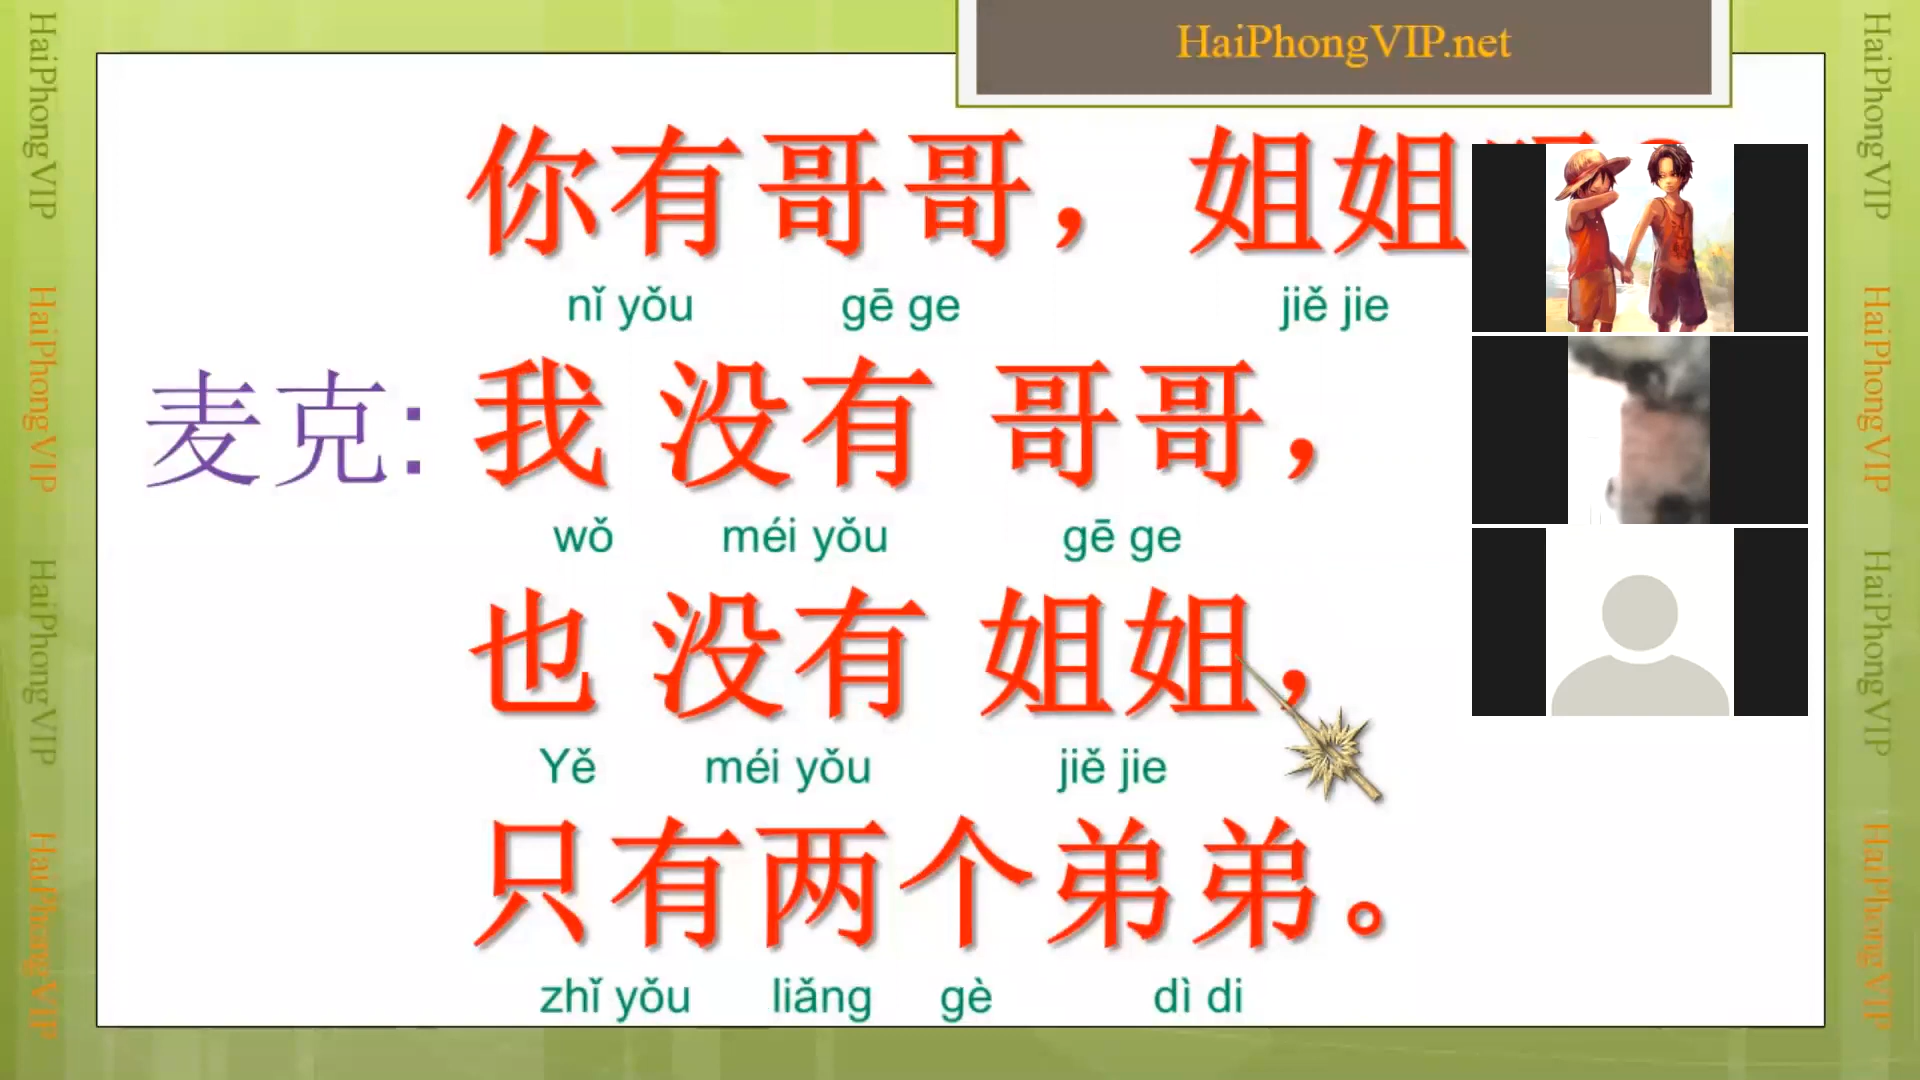 HaiPhongVIP.net
你有哥哥，姐姐
nǐ yǒu gē ge jiě jie
麦克: 我 没有 哥哥，
wǒ méi yǒu gē ge
也 没有 姐姐，
Yě méi yǒu jiě jie
只有两个弟弟。
zhǐ yǒu liǎng gè dì di
HaiPhongVIP
HaiPhongVIP
HaiPhongVIP
HaiPhongVIP
HaiPhongVIP
HaiPhongVIP
HaiPhongVIP
HaiPhongVIP